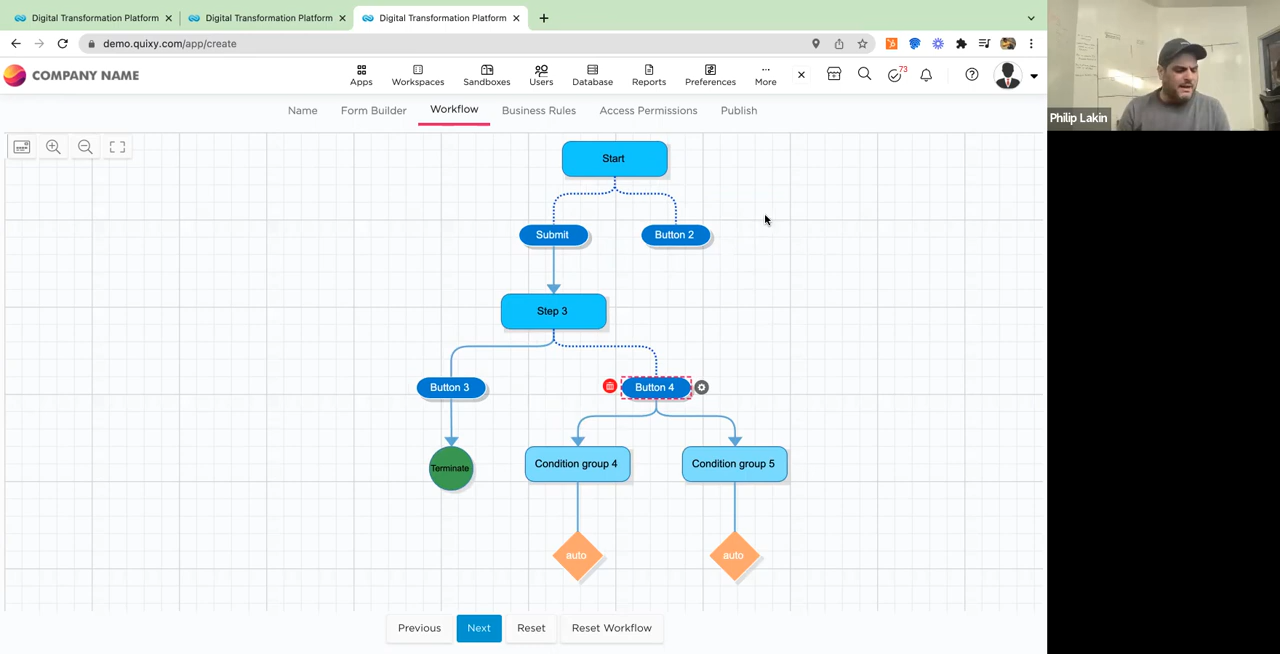 Digital Transformation Platform
Digital Transformation Platform
Digital Transformation Platform
demo.quixy.com/app/create
COMPANY NAME
Apps
Workspaces
Sandboxes
Users
Database
Reports
Preferences
More
73
Name
Form Builder
Workflow
Business Rules
Access Permissions
Publish
Philip Lakin
Start
Submit
Button 2
Step 3
Button 3
Button 4
Terminate
Condition group 4
Condition group 5
auto
auto
Previous
Next
Reset
Reset Workflow